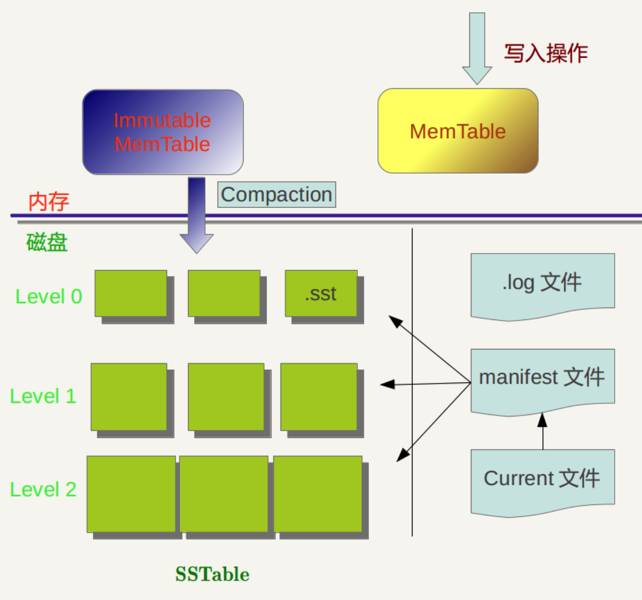 写入操作
Immutable
MemTable
MemTable
Compaction
内存
磁盘
Level 0
.sst
.log 文件
Level 1
manifest 文件
Level 2
Current 文件
SSTable